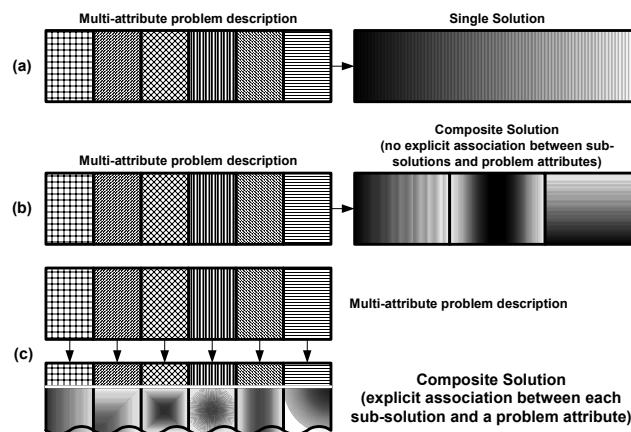 Multi-attribute problem description
Single Solution
(a)
Composite Solution
(no explicit association between sub-
solutions and problem attributes)
Multi-attribute problem description
(b)
Multi-attribute problem description
(c)
Composite Solution
(explicit association between each
sub-solution and a problem attribute)